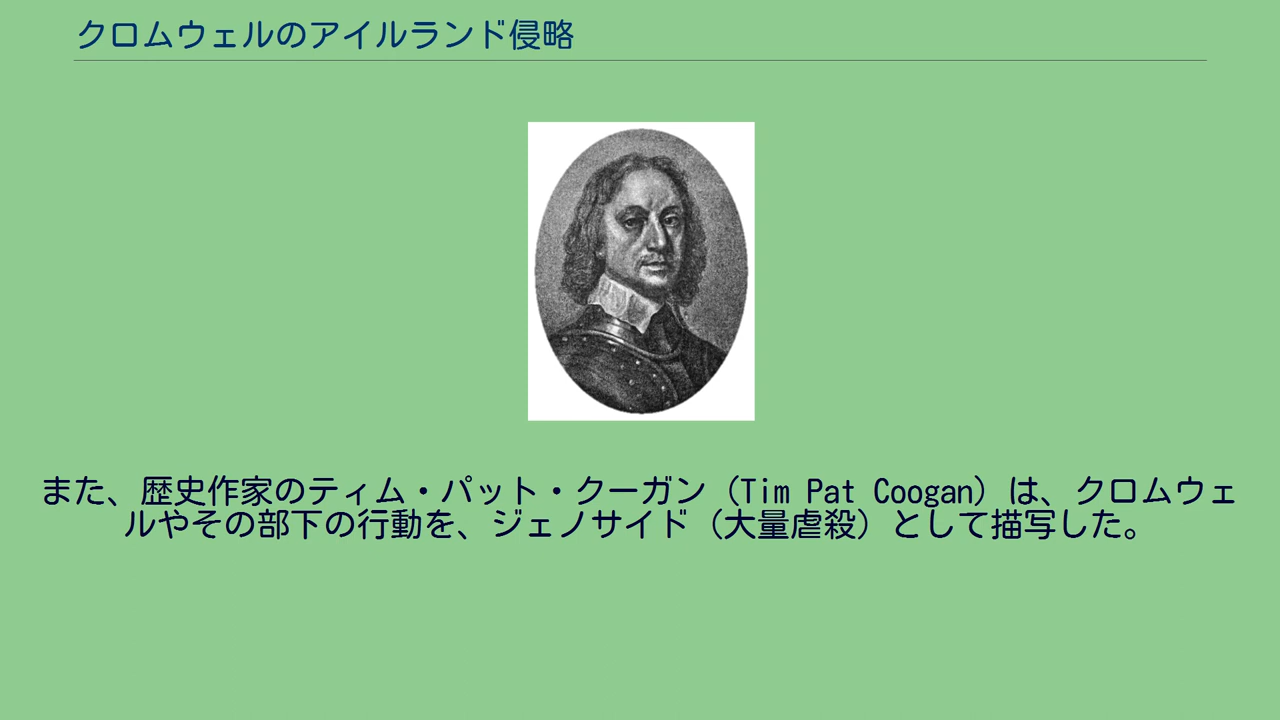 クロムウェルのアイルランド侵略
また、歴史作家のティム・パット・クーガン（Tim Pat Coogan）は、クロムウェ
ルやその部下の行動を、ジェノサイド（大量虐殺）として描写した。